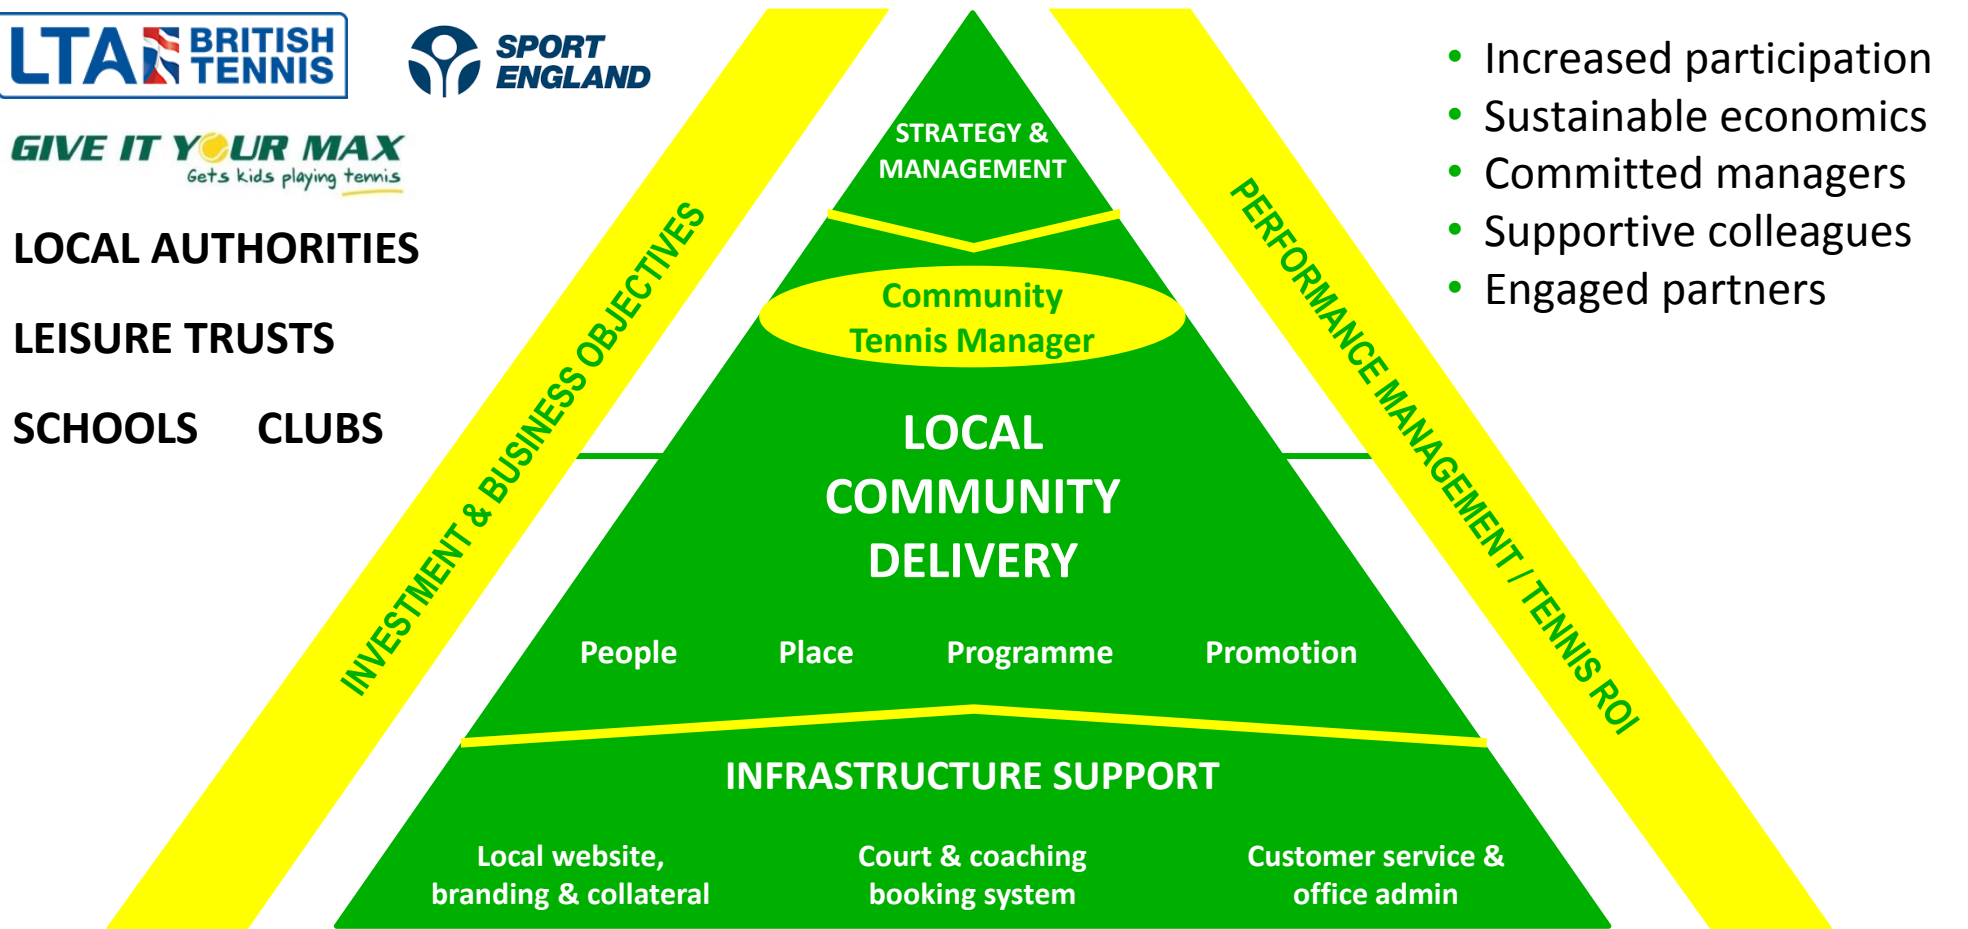 LTA BRITISH TENNIS
SPORT ENGLAND
GIVE IT YOUR MAX
Gets kids playing tennis
LOCAL AUTHORITIES
LEISURE TRUSTS
SCHOOLS CLUBS
INVESTMENT & BUSINESS OBJECTIVES
STRATEGY &
MANAGEMENT
Community
Tennis Manager
LOCAL
COMMUNITY
DELIVERY
People Place Programme Promotion
INFRASTRUCTURE SUPPORT
Local website,
branding & collateral
Court & coaching
booking system
Customer service &
office admin
PERFORMANCE MANAGEMENT / TENNIS ROI
• Increased participation
• Sustainable economics
• Committed managers
• Supportive colleagues
• Engaged partners